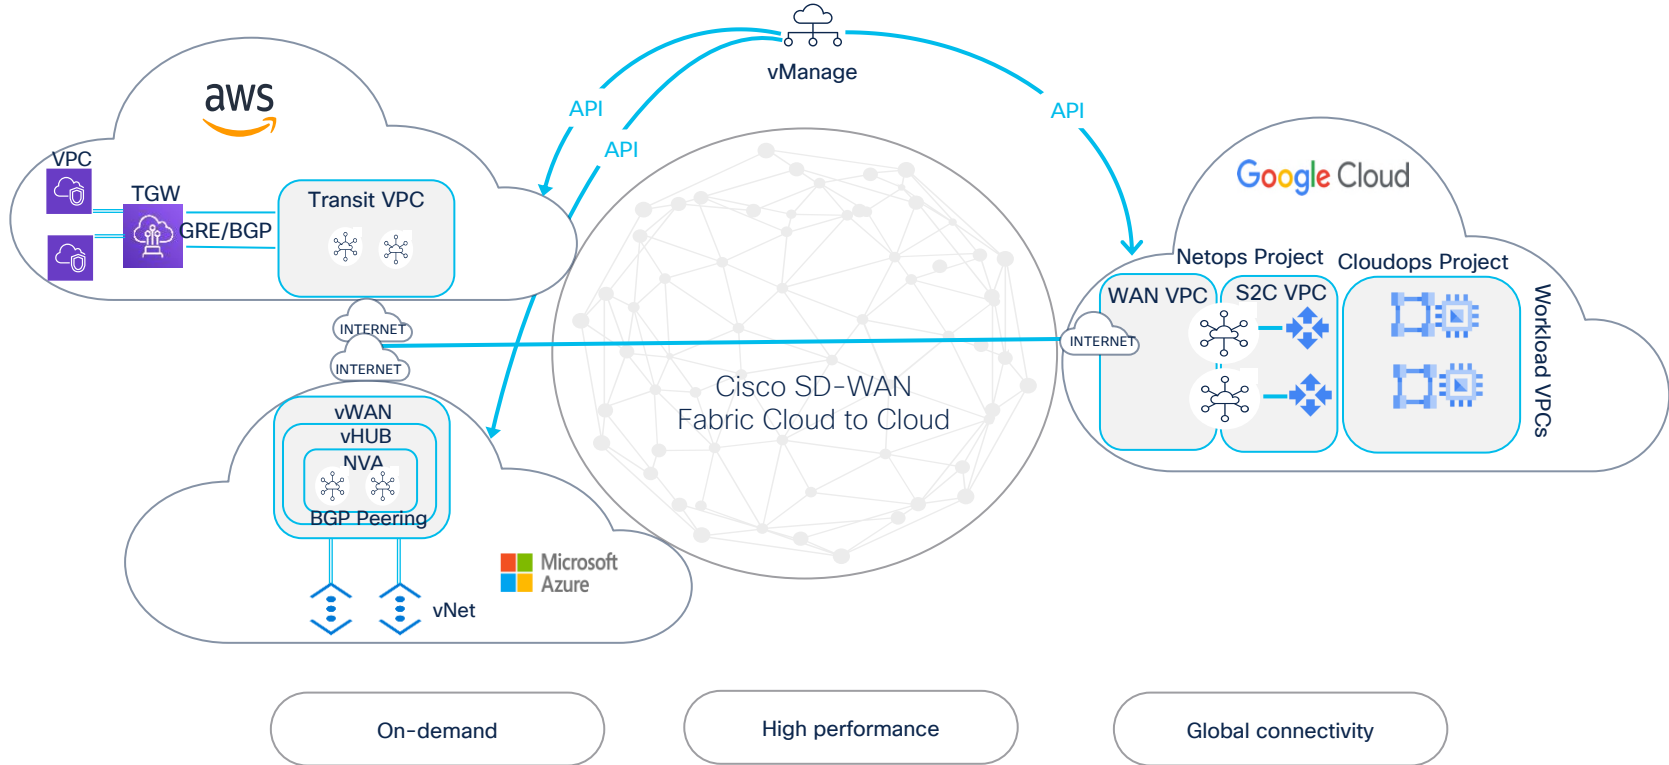 vManage
API
API
API
aws
VPC
TGW
GRE/BGP
Transit VPC
INTERNET
INTERNET
vWAN
vHUB
NVA
BGP Peering
vNet
Microsoft
Azure
Cisco SD-WAN
Fabric Cloud to Cloud
Google Cloud
Netops Project
Cloudops Project
WAN VPC
S2C VPC
INTERNET
Workload VPCs
On-demand
High performance
Global connectivity